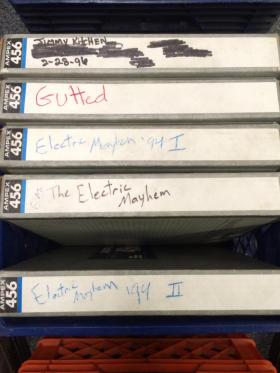 AMPEX 456
JIMMY KITCHEN
2-28-96
AMPEX 456
Gutted
AMPEX 456
Electric Mayhem '94 I
AMPEX 456
The Electric
Mayhem
AMPEX 456
Electric Mayhem '94 II